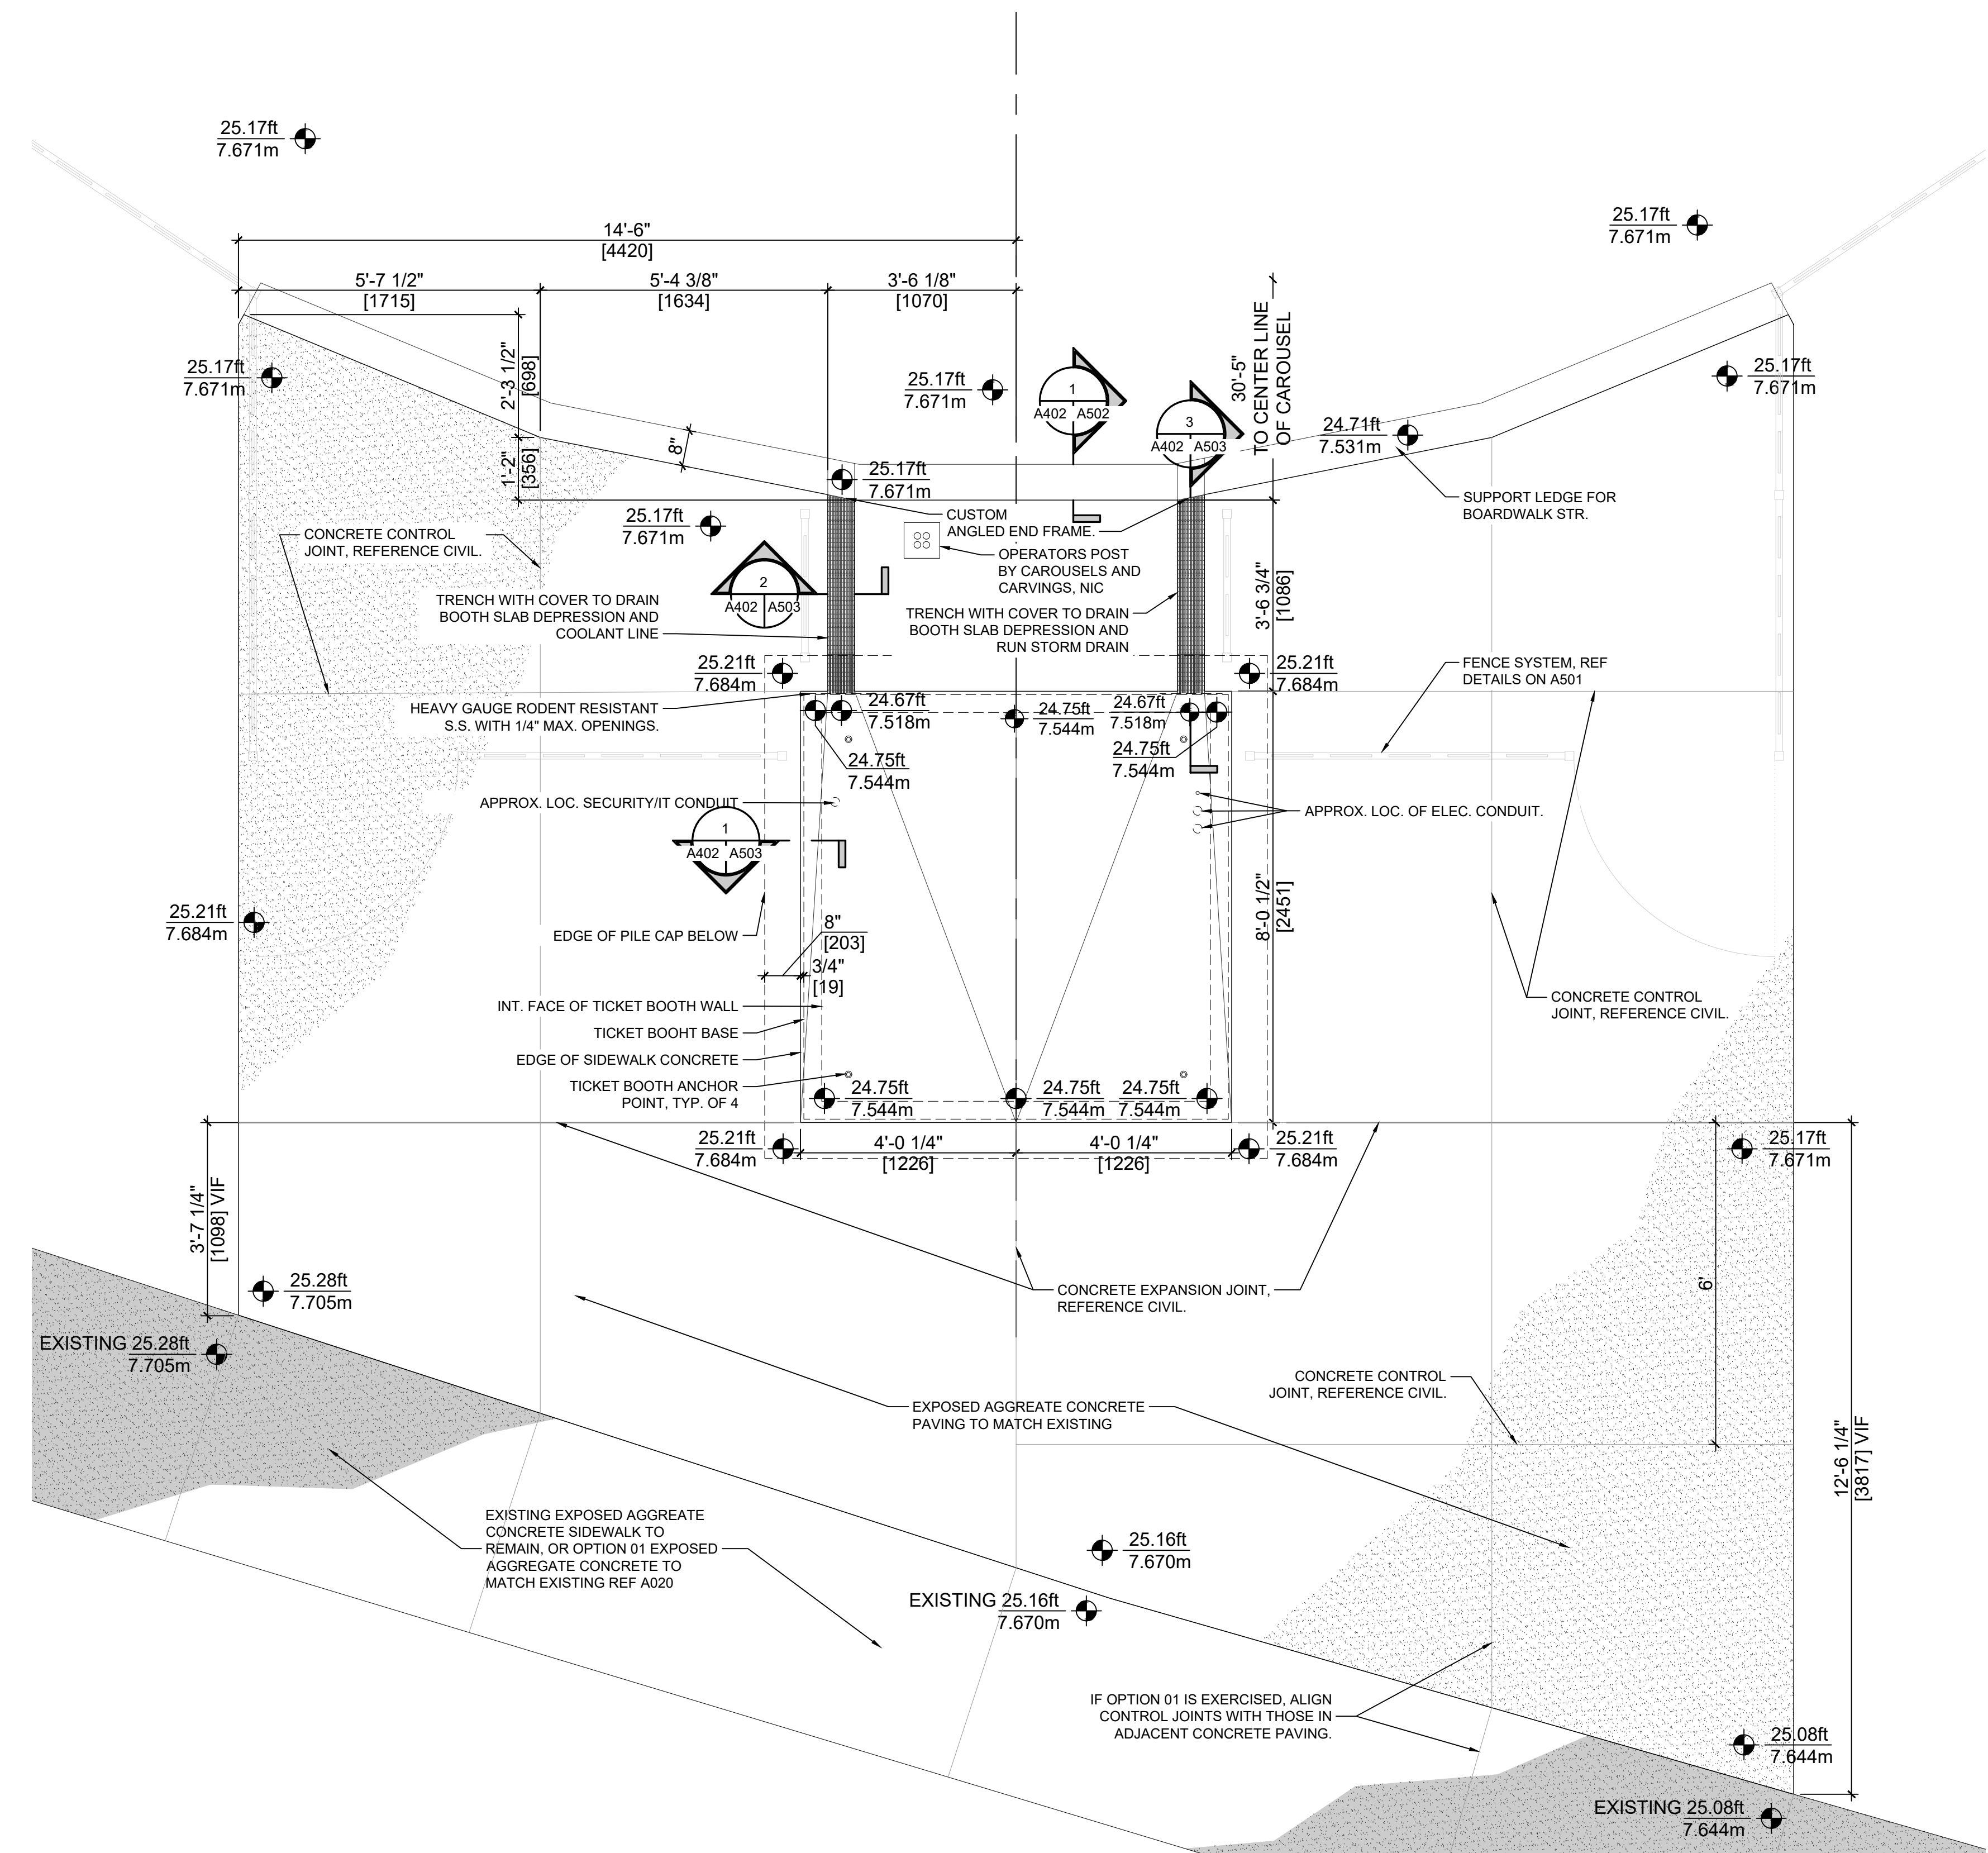 25.17ft
7.671m
25.17ft
7.671m
14'-6"
[4420]
5'-7 1/2"
[1715]
5'-4 3/8"
[1634]
3'-6 1/8"
[1070]
2'-3 1/2"
[698]
1'-2"
[356]
8"
30'-5"
TO CENTER LINE
OF CAROUSEL
25.17ft
7.671m
25.17ft
7.671m
25.17ft
7.671m
1
A402 A502
3
A402 A503
24.71ft
7.531m
25.17ft
7.671m
25.17ft
7.671m
SUPPORT LEDGE FOR
BOARDWALK STR.
CUSTOM
ANGLED END FRAME.
CONCRETE CONTROL
JOINT, REFERENCE CIVIL.
OPERATORS POST
BY CAROUSELS AND
CARVINGS, NIC
2
A402 A503
TRENCH WITH COVER TO DRAIN
BOOTH SLAB DEPRESSION AND
COOLANT LINE
TRENCH WITH COVER TO DRAIN
BOOTH SLAB DEPRESSION AND
RUN STORM DRAIN
3'-6 3/4"
[1086]
25.21ft
7.684m
25.21ft
7.684m
FENCE SYSTEM, REF
DETAILS ON A501
HEAVY GAUGE RODENT RESISTANT
S.S. WITH 1/4" MAX. OPENINGS.
24.67ft
7.518m
24.75ft
7.544m
24.67ft
7.518m
24.75ft
7.544m
24.75ft
7.544m
APPROX. LOC. SECURITY/IT CONDUIT
APPROX. LOC. OF ELEC. CONDUIT.
1
A402 A503
25.21ft
7.684m
8'-0 1/2"
[2451]
EDGE OF PILE CAP BELOW
8"
[203]
3/4"
[19]
INT. FACE OF TICKET BOOTH WALL
TICKET BOOHT BASE
EDGE OF SIDEWALK CONCRETE
TICKET BOOTH ANCHOR
POINT, TYP. OF 4
CONCRETE CONTROL
JOINT, REFERENCE CIVIL.
24.75ft
7.544m
24.75ft
7.544m
24.75ft
7.544m
25.21ft
7.684m
4'-0 1/4"
[1226]
4'-0 1/4"
[1226]
25.21ft
7.684m
25.17ft
7.671m
3'-7 1/4"
[1098] VIF
25.28ft
7.705m
EXISTING 25.28ft
7.705m
CONCRETE EXPANSION JOINT,
REFERENCE CIVIL.
6'
CONCRETE CONTROL
JOINT, REFERENCE CIVIL.
EXPOSED AGGREATE CONCRETE
PAVING TO MATCH EXISTING
12'-6 1/4"
[3817] VIF
EXISTING EXPOSED AGGREATE
CONCRETE SIDEWALK TO
REMAIN, OR OPTION 01 EXPOSED
AGGREGATE CONCRETE TO
MATCH EXISTING REF A020
25.16ft
7.670m
EXISTING 25.16ft
7.670m
IF OPTION 01 IS EXERCISED, ALIGN
CONTROL JOINTS WITH THOSE IN
ADJACENT CONCRETE PAVING.
25.08ft
7.644m
EXISTING 25.08ft
7.644m